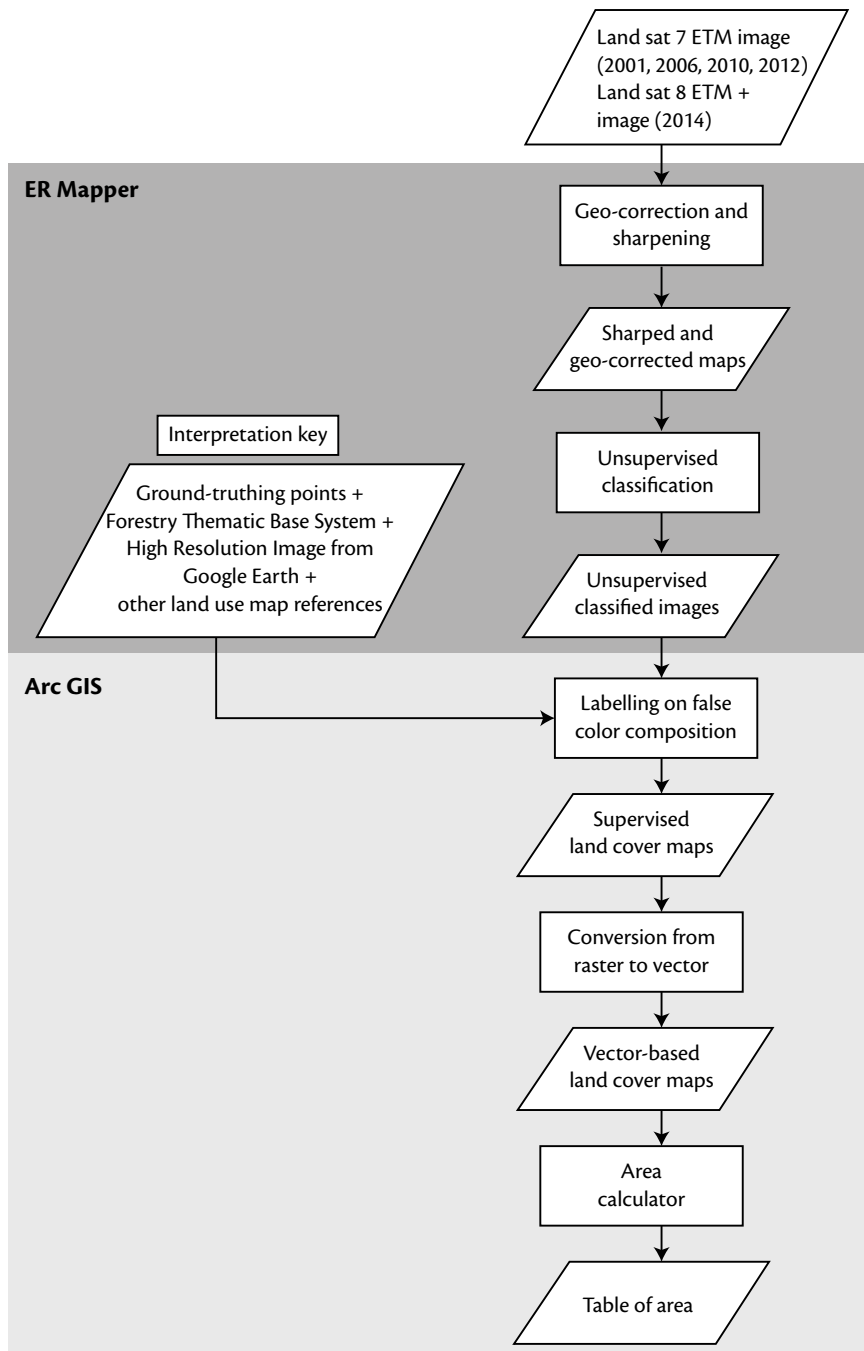 Land sat 7 ETM image
(2001, 2006, 2010, 2012)
Land sat 8 ETM +
image (2014)
ER Mapper
Geo-correction and
sharpening
Sharped and
geo-corrected maps
Interpretation key
Ground-truthing points +
Forestry Thematic Base System +
High Resolution Image from
Google Earth +
other land use map references
Unsupervised
classification
Unsupervised
classified images
Arc GIS
Labelling on false
color composition
Supervised
land cover maps
Conversion from
raster to vector
Vector-based
land cover maps
Area
calculator
Table of area